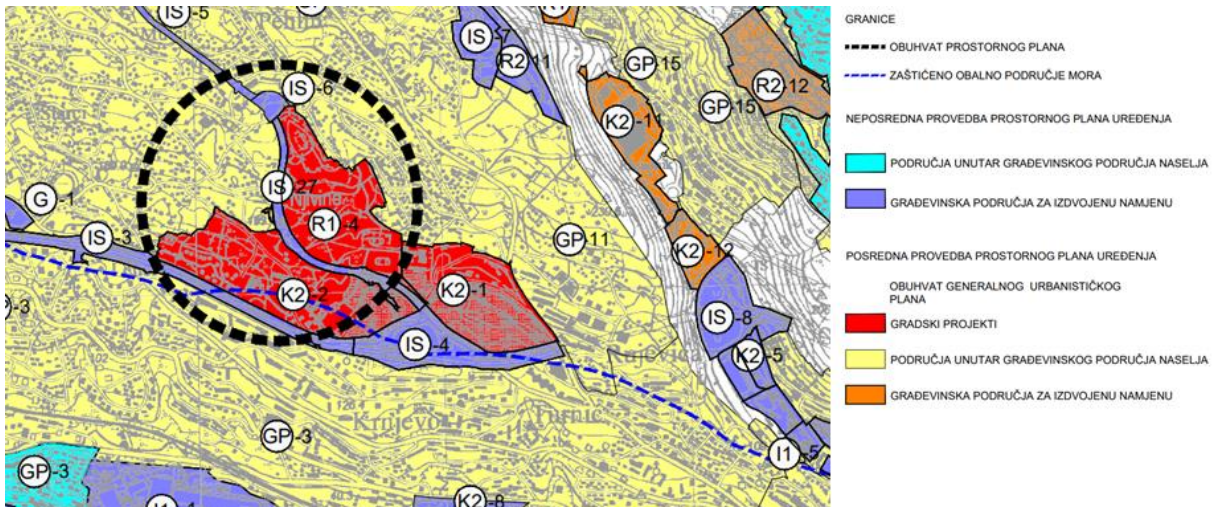 IS -5
Pehlin
IS -7
R2 -11
GP -15
R2 -12
GP -15
IS -6
K2 -11
IS -27
G -1
R1 -4
IS -3
GP -11
K2 -12
K2 -2
K2 -1
-3
IS -8
IS -4
K2 -5
Krnjevo
Turnić
GP -3
I1 -5
GP -3
K2 -8
I1 -1
GRANICE
OBUHVAT PROSTORNOG PLANA
ZAŠTIĆENO OBALNO PODRUČJE MORA
NEPOSREDNA PROVEDBA PROSTORNOG PLANA UREĐENJA
PODRUČJA UNUTAR GRAĐEVINSKOG PODRUČJA NASELJA
GRAĐEVINSKA PODRUČJA ZA IZDVOJENU NAMJENU
POSREDNA PROVEDBA PROSTORNOG PLANA UREĐENJA
OBUHVAT GENERALNOG URBANISTIČKOG
PLANA
GRADSKI PROJEKTI
PODRUČJA UNUTAR GRAĐEVINSKOG PODRUČJA NASELJA
GRAĐEVINSKA PODRUČJA ZA IZDVOJENU NAMJENU